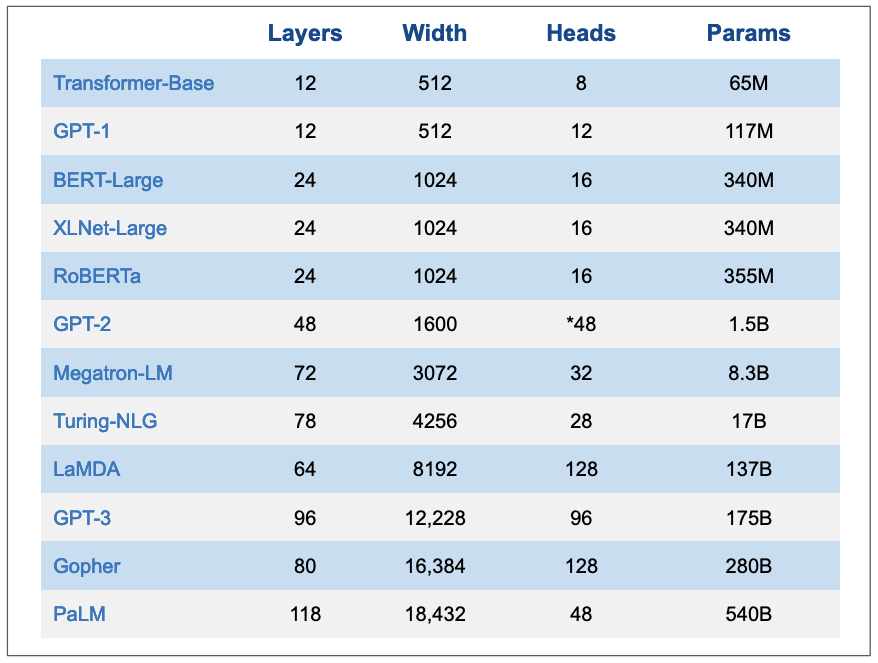 Layers Width Heads Params
Transformer-Base 12 512 8 65M
GPT-1 12 512 12 117M
BERT-Large 24 1024 16 340M
XLNet-Large 24 1024 16 340M
RoBERTa 24 1024 16 355M
GPT-2 48 1600 *48 1.5B
Megatron-LM 72 3072 32 8.3B
Turing-NLG 78 4256 28 17B
LaMDA 64 8192 128 137B
GPT-3 96 12,228 96 175B
Gopher 80 16,384 128 280B
PaLM 118 18,432 48 540B